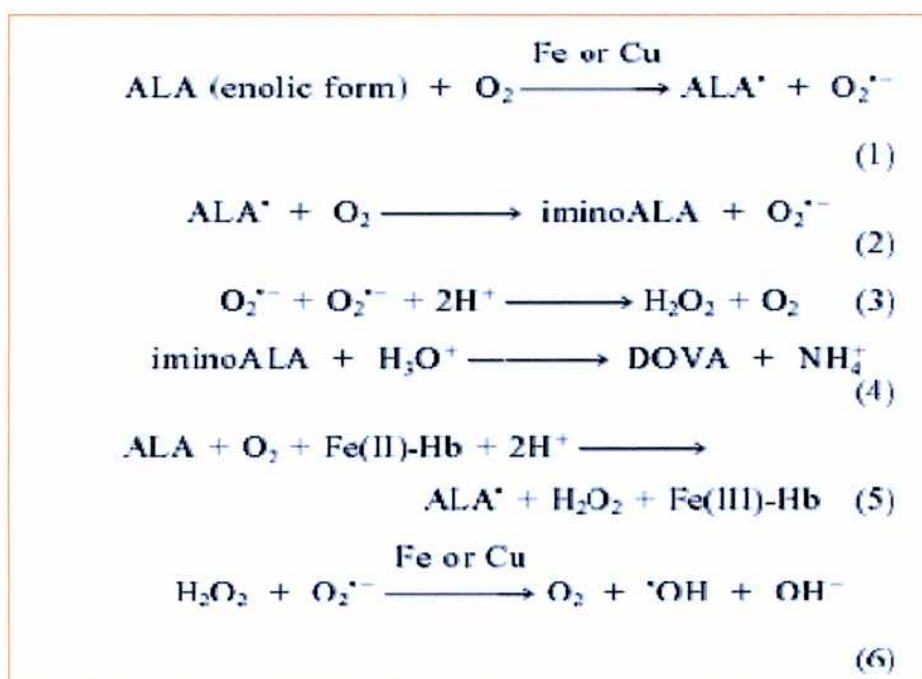 Fe or Cu
ALA (enolic form) + O₂ ⟶ ALA• + O₂•⁻
(1)
ALA• + O₂ ⟶ iminoALA + O₂•⁻
(2)
O₂•⁻ + O₂•⁻ + 2H⁺ ⟶ H₂O₂ + O₂ (3)
iminoALA + H₃O⁺ ⟶ DOVA + NH₄⁺
(4)
ALA + O₂ + Fe(II)-Hb + 2H⁺ ⟶
ALA• + H₂O₂ + Fe(III)-Hb (5)
Fe or Cu
H₂O₂ + O₂•⁻ ⟶ O₂ + •OH + OH⁻
(6)